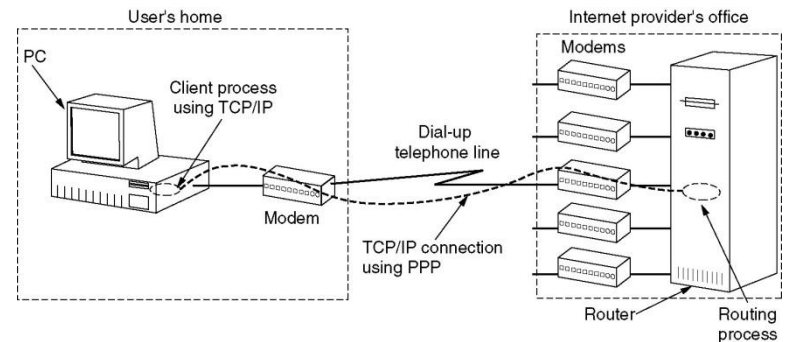 User's home
Internet provider's office
PC
Modems
Client process
using TCP/IP
Dial-up
telephone line
Modem
TCP/IP connection
using PPP
Router
Routing
process